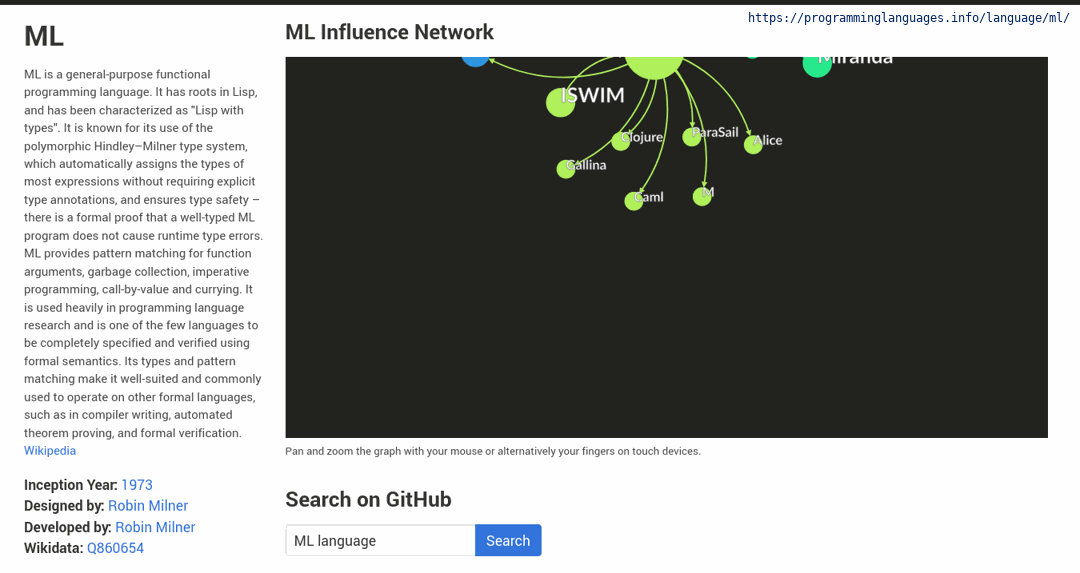 https://programminglanguages.info/language/ml/
ML
ML is a general-purpose functional
programming language. It has roots in Lisp,
and has been characterized as "Lisp with
types". It is known for its use of the
polymorphic Hindley–Milner type system,
which automatically assigns the types of
most expressions without requiring explicit
type annotations, and ensures type safety –
there is a formal proof that a well-typed ML
program does not cause runtime type errors.
ML provides pattern matching for function
arguments, garbage collection, imperative
programming, call-by-value and currying. It
is used heavily in programming language
research and is one of the few languages to
be completely specified and verified using
formal semantics. Its types and pattern
matching make it well-suited and commonly
used to operate on other formal languages,
such as in compiler writing, automated
theorem proving, and formal verification.
Wikipedia
Inception Year: 1973
Designed by: Robin Milner
Developed by: Robin Milner
Wikidata: Q860654
ML Influence Network
Miranda
ISWIM
Clojure
ParaSail
Alice
Gallina
Caml
M
Pan and zoom the graph with your mouse or alternatively your fingers on touch devices.
Search on GitHub
ML language
Search